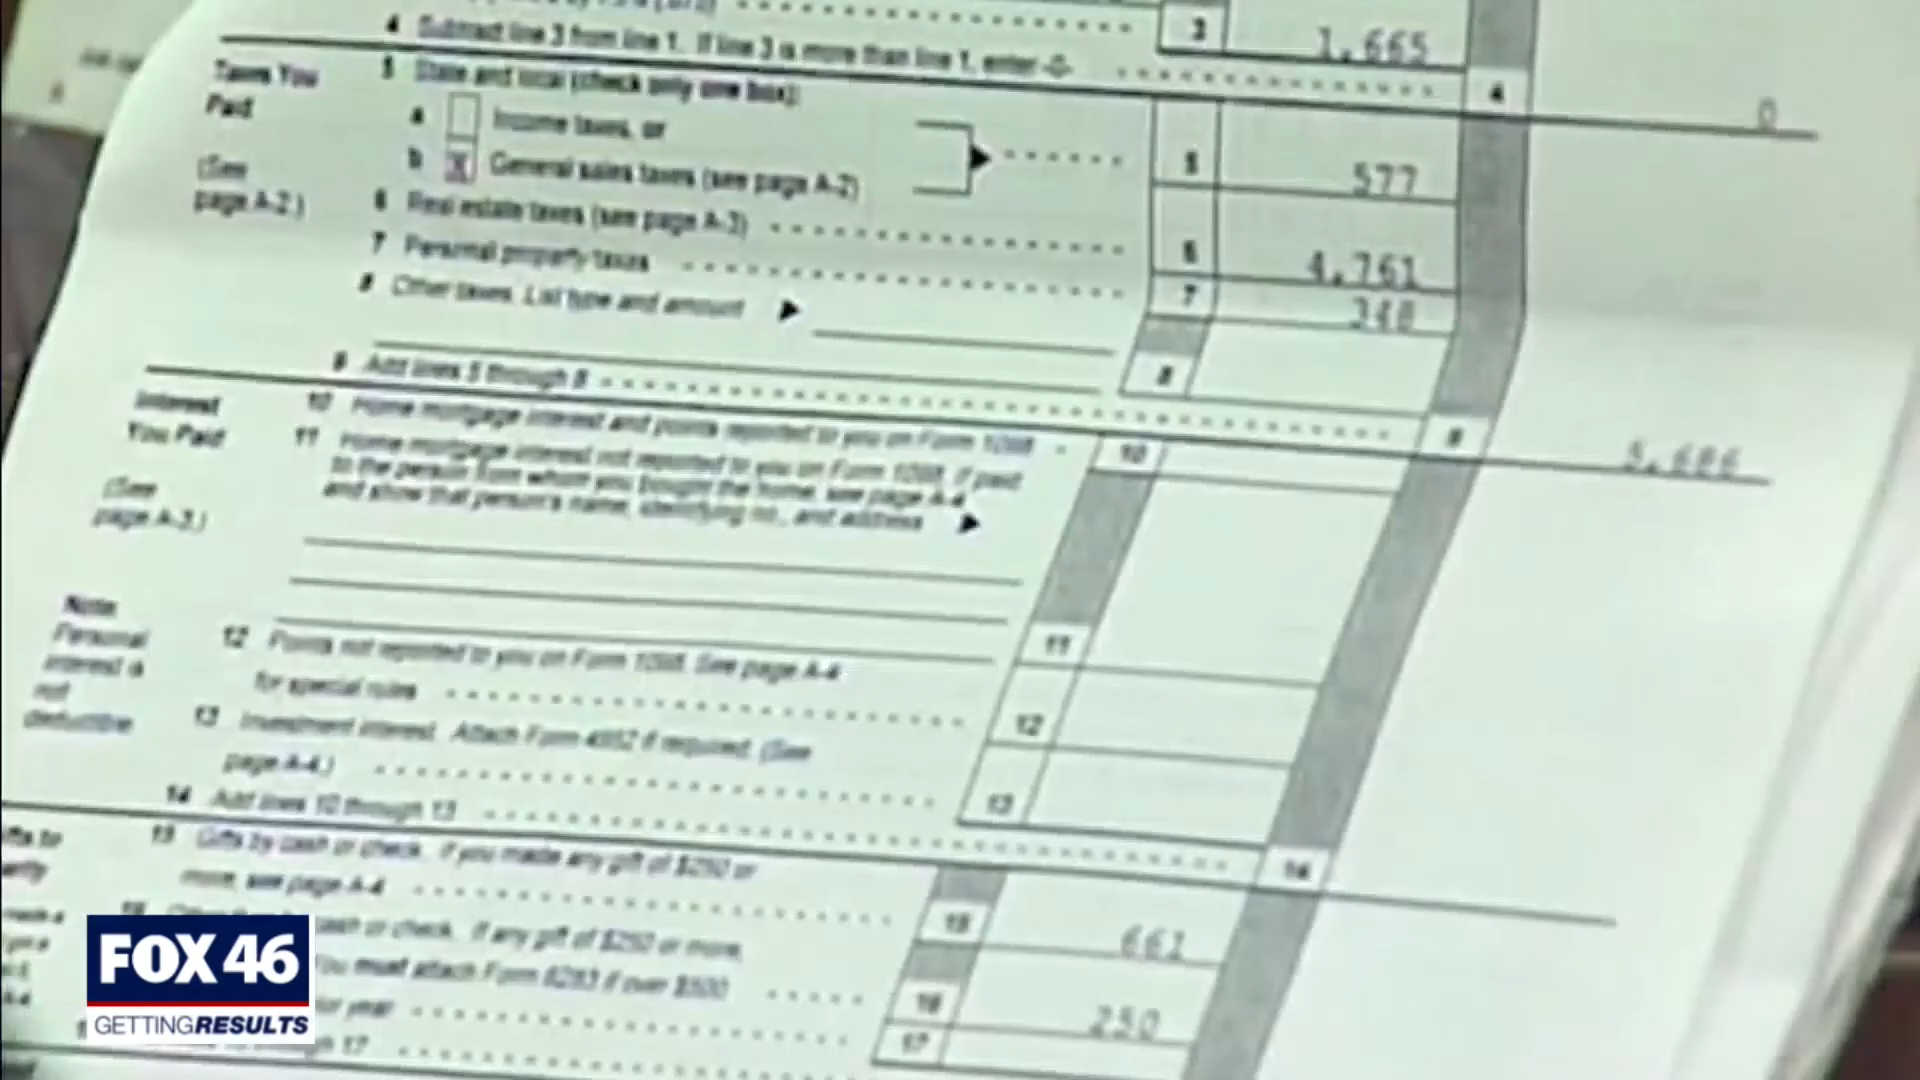 3 1,665
4 Subtract line 3 from line 1. If line 3 is more than line 1, enter -0- 4 0
Taxes You Paid
5 State and local (check only one box):
a Income taxes, or
b X General sales taxes (see page A-2) 5 577
(See page A-2.)
6 Real estate taxes (see page A-3) 6 4,761
7 Personal property taxes 7 348
8 Other taxes. List type and amount 8
9 Add lines 5 through 8 9 5,686
Interest You Paid
10 Home mortgage interest and points reported to you on Form 1098 10
11 Home mortgage interest not reported to you on Form 1098. If paid
to the person from whom you bought the home, see page A-4
and show that person's name, identifying no., and address
(See page A-3.)
11
Note
Personal interest is not deductible
12 Points not reported to you on Form 1098. See page A-4
for special rules 12
13 Investment interest. Attach Form 4952 if required. (See
page A-4.) 13
14 Add lines 10 through 13 14
15 Gifts by cash or check. If you made any gift of $250 or
more, see page A-4 15 661
16 cash or check. If any gift of $250 or more,
You must attach Form 8283 if over $500 16 250
year 17
through 17
FOX 46
GETTING RESULTS